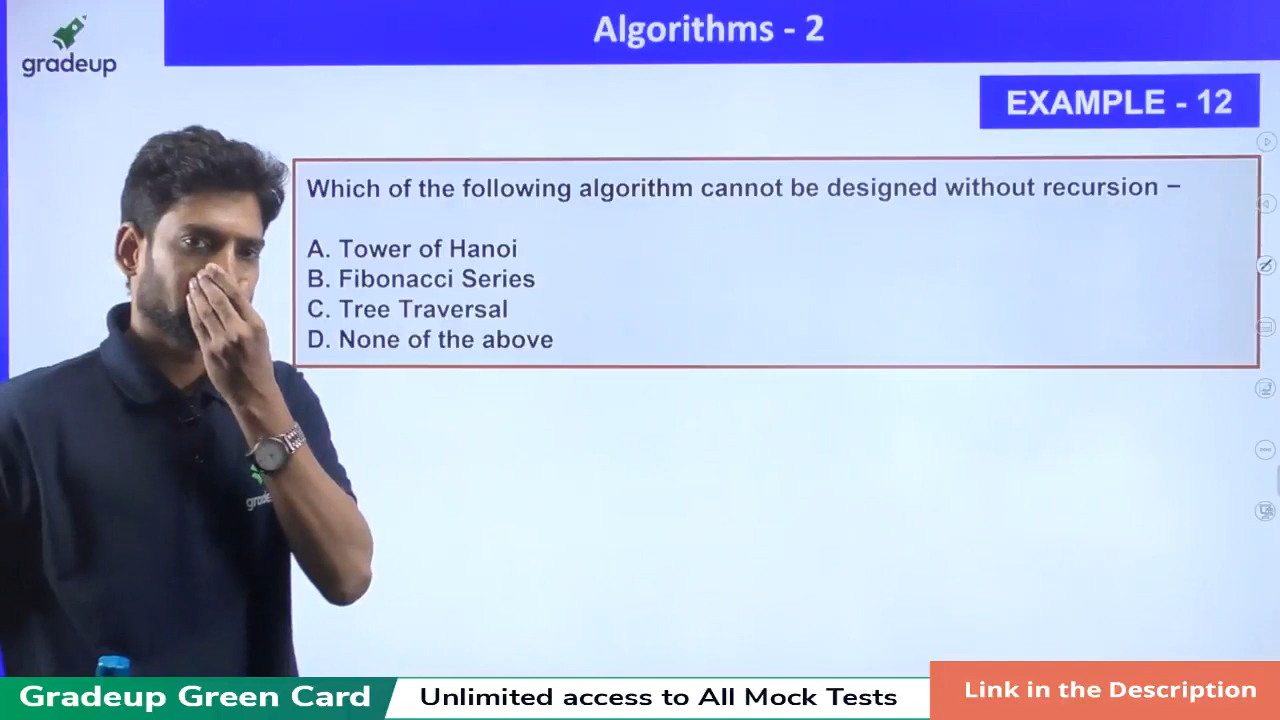 Algorithms - 2
gradeup
EXAMPLE - 12
Which of the following algorithm cannot be designed without recursion –
A. Tower of Hanoi
B. Fibonacci Series
C. Tree Traversal
D. None of the above
Gradeup Green Card
Unlimited access to All Mock Tests
Link in the Description